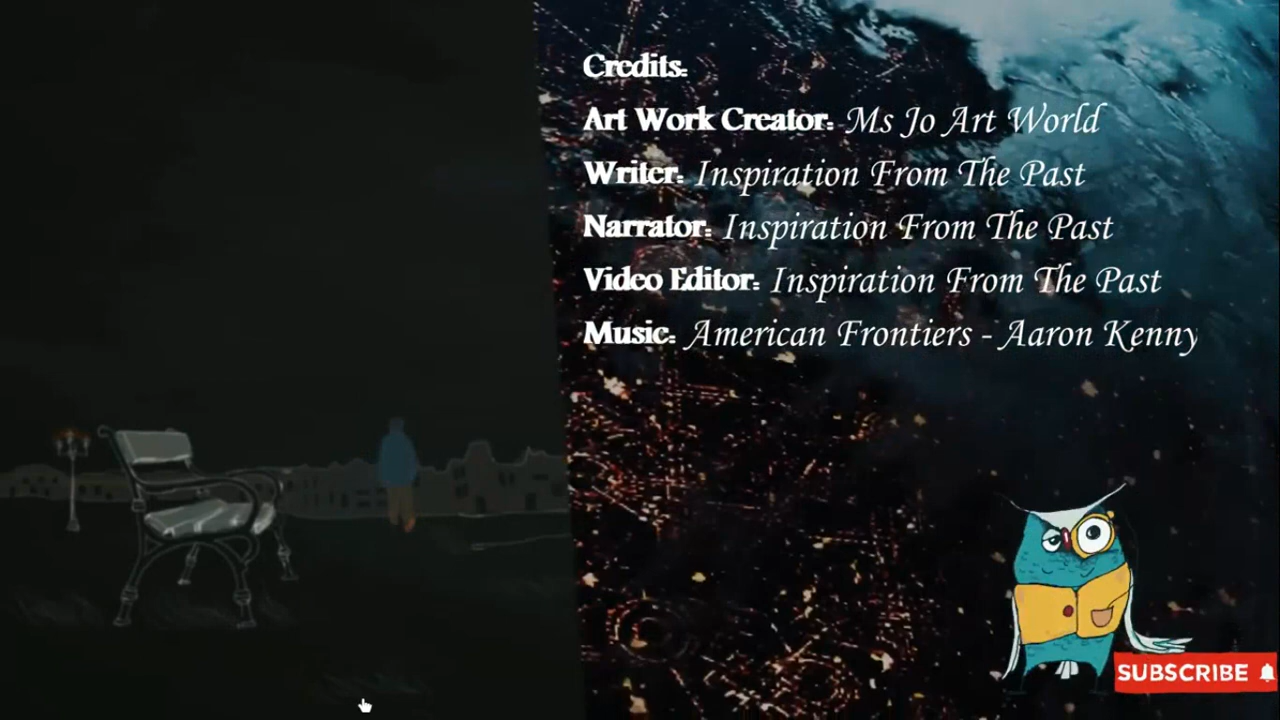 Credits:
Art Work Creator: Ms Jo Art World
Writer: Inspiration From The Past
Narrator: Inspiration From The Past
Video Editor: Inspiration From The Past
Music: American Frontiers - Aaron Kenny
SUBSCRIBE